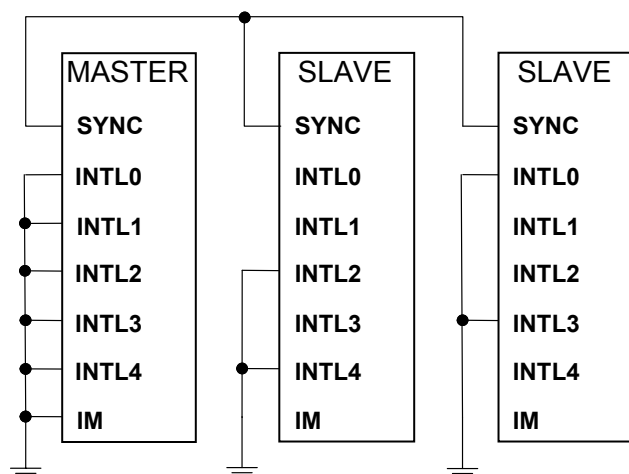 MASTER
SYNC
INTL0
INTL1
INTL2
INTL3
INTL4
IM
SLAVE
SYNC
INTL0
INTL1
INTL2
INTL3
INTL4
IM
SLAVE
SYNC
INTL0
INTL1
INTL2
INTL3
INTL4
IM